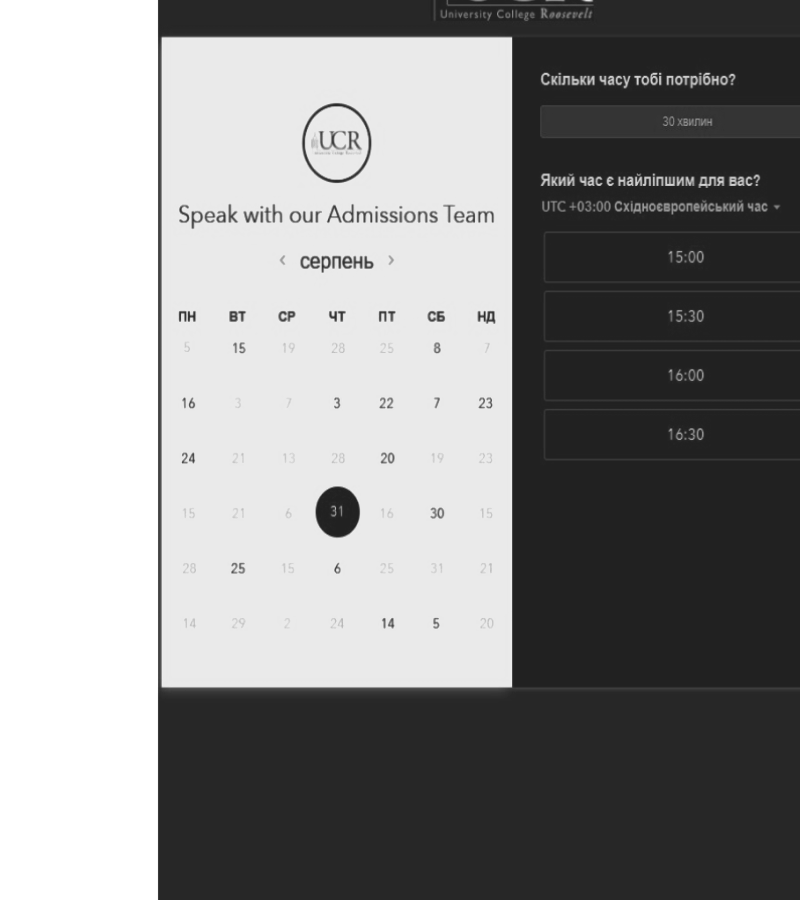 University College Roosevelt
UCR
Speak with our Admissions Team
‹ серпень ›
ПН ВТ СР ЧТ ПТ СБ НД
5 15 19 28 25 8 7
16 3 7 3 22 7 23
24 21 13 28 20 19 23
15 21 6 31 16 30 15
28 25 15 6 25 31 21
14 29 2 24 14 5 20
Скільки часу тобі потрібно?
30 хвилин
Який час є найліпшим для вас?
UTC +03:00 Східноєвропейський час
15:00
15:30
16:00
16:30